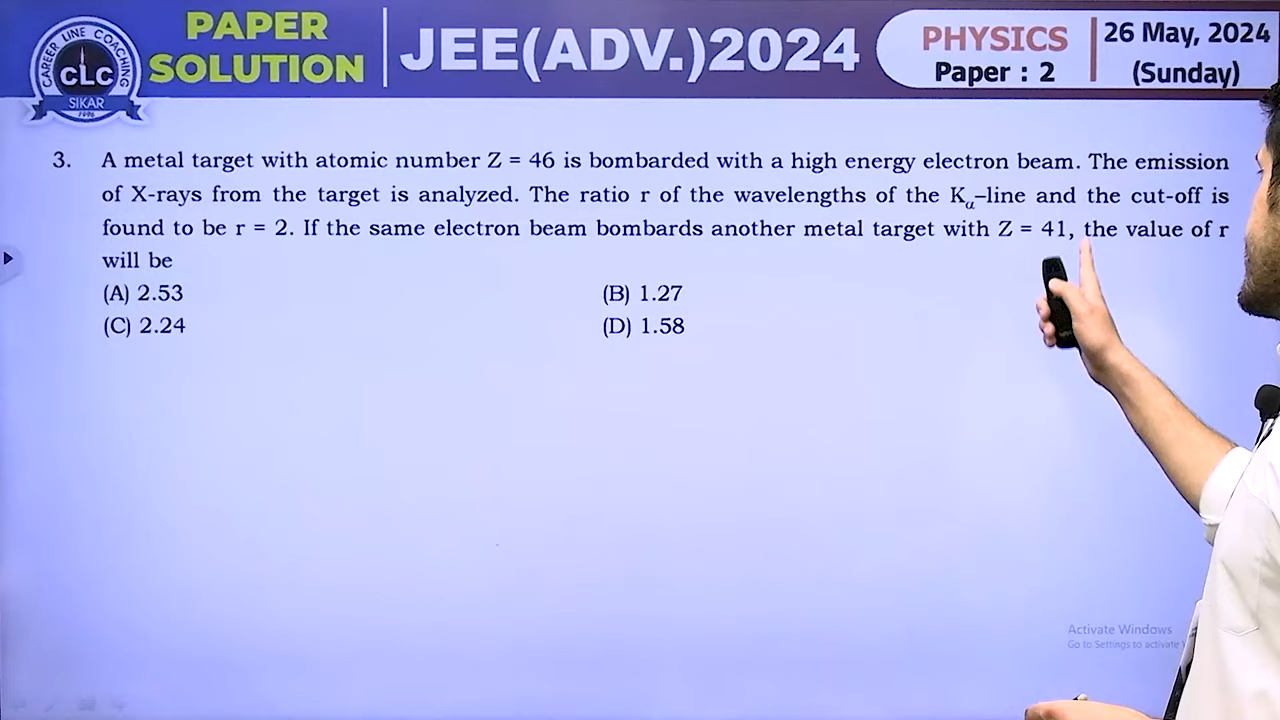 CAREER LINE COACHING
CLC
SIKAR
1996
PAPER
SOLUTION
JEE(ADV.)2024
PHYSICS
Paper : 2
26 May, 2024
(Sunday)
3. A metal target with atomic number Z = 46 is bombarded with a high energy electron beam. The emission
of X-rays from the target is analyzed. The ratio r of the wavelengths of the Kα-line and the cut-off is
found to be r = 2. If the same electron beam bombards another metal target with Z = 41, the value of r
will be
(A) 2.53 (B) 1.27
(C) 2.24 (D) 1.58
Activate Windows
Go to Settings to activate